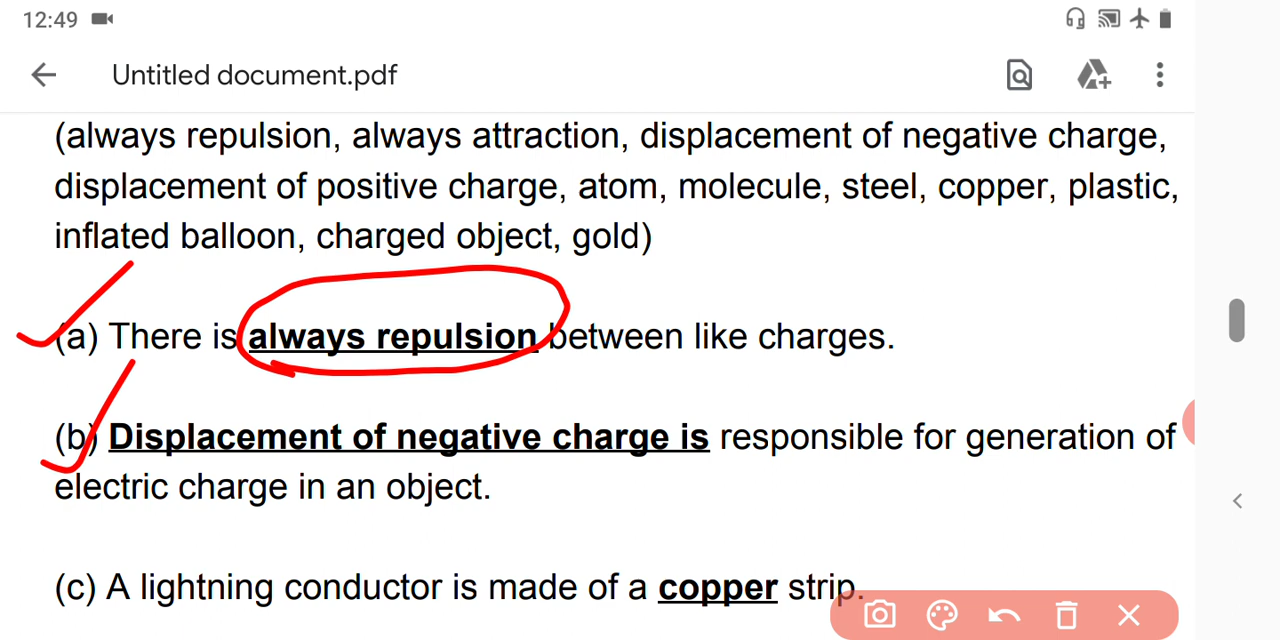 12:49
Untitled document.pdf
(always repulsion, always attraction, displacement of negative charge,
displacement of positive charge, atom, molecule, steel, copper, plastic,
inflated balloon, charged object, gold)
(a) There is always repulsion between like charges.
(b) Displacement of negative charge is responsible for generation of
electric charge in an object.
(c) A lightning conductor is made of a copper strip.